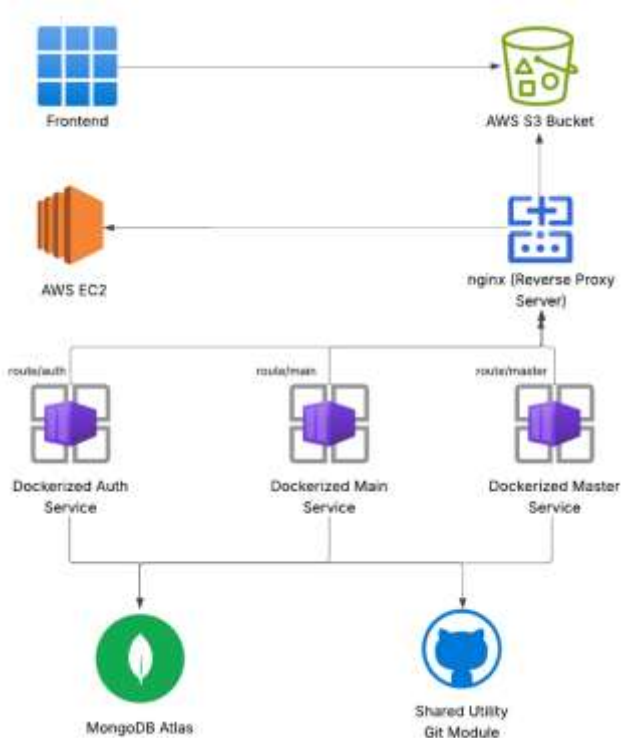 Frontend
AWS S3 Bucket
AWS EC2
nginx (Reverse Proxy
Server)
route/auth
route/main
route/master
Dockerized Auth
Service
Dockerized Main
Service
Dockerized Master
Service
MongoDB Atlas
Shared Utility
Git Module